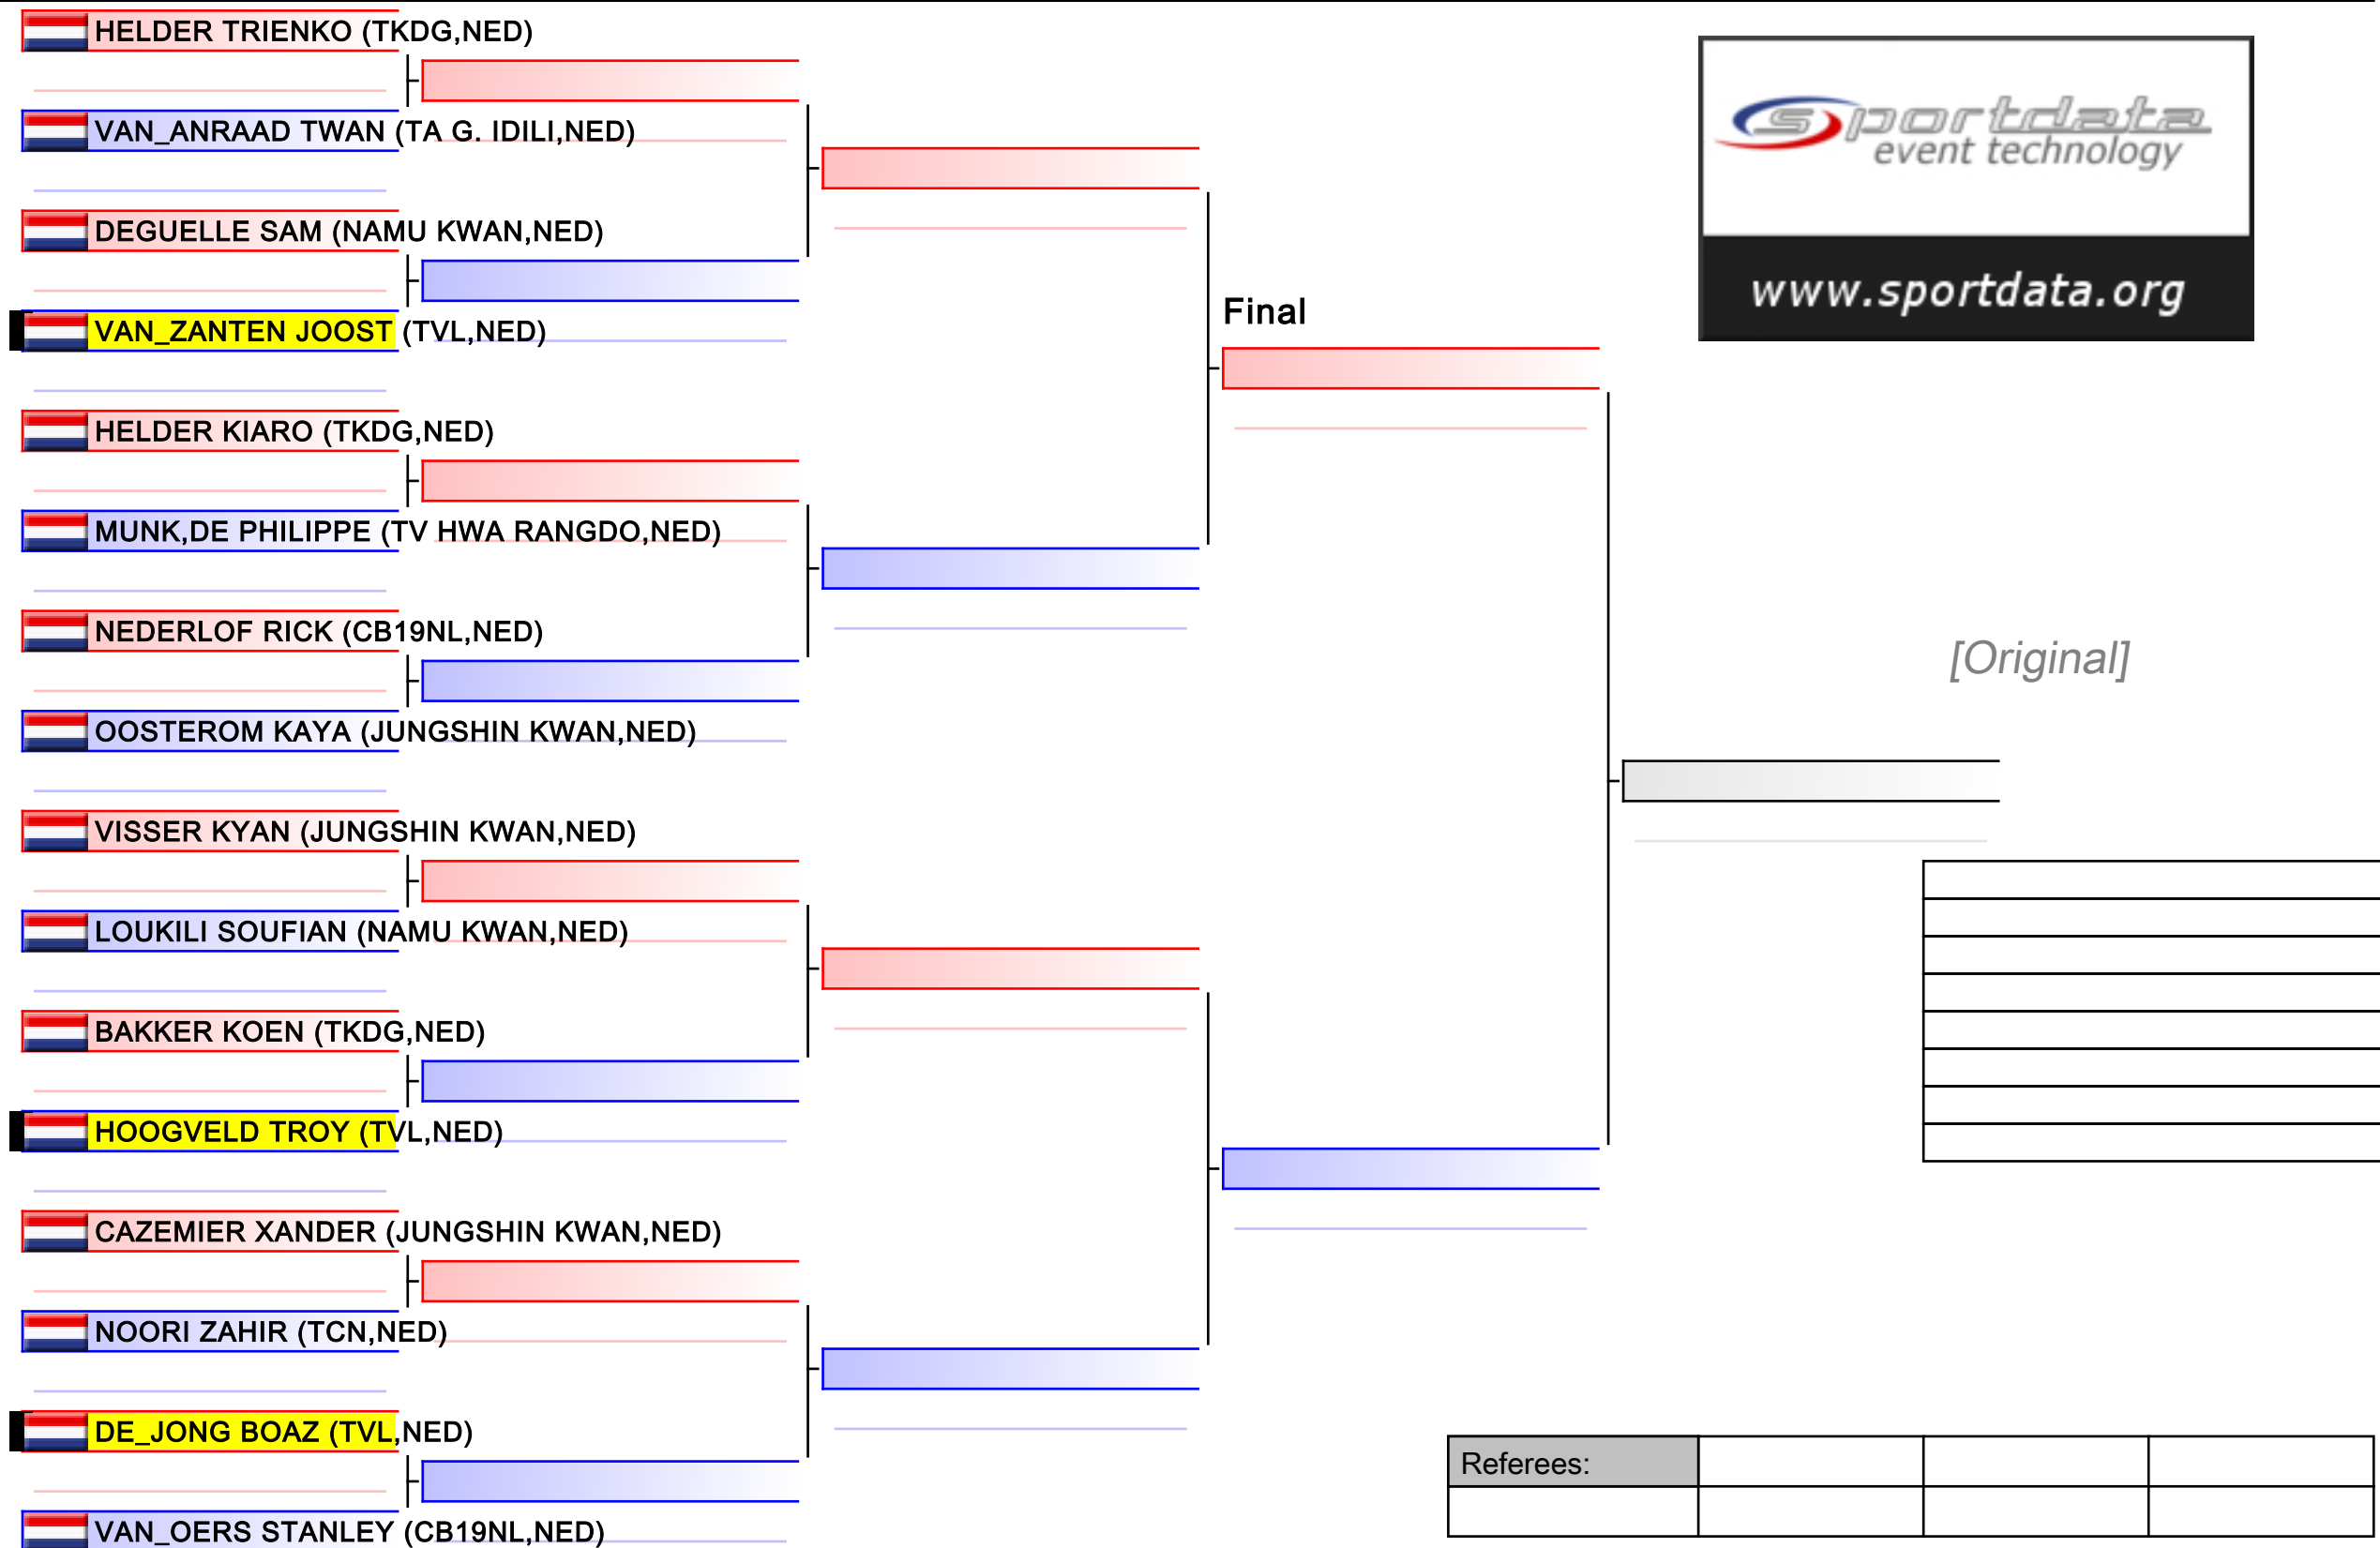 HELDER TRIENKO (TKDG,NED)
VAN_ANRAAD TWAN (TA G. IDILI,NED)
DEGUELLE SAM (NAMU KWAN,NED)
VAN_ZANTEN JOOST (TVL,NED)
HELDER KIARO (TKDG,NED)
MUNK,DE PHILIPPE (TV HWA RANGDO,NED)
NEDERLOF RICK (CB19NL,NED)
OOSTEROM KAYA (JUNGSHIN KWAN,NED)
VISSER KYAN (JUNGSHIN KWAN,NED)
LOUKILI SOUFIAN (NAMU KWAN,NED)
BAKKER KOEN (TKDG,NED)
HOOGVELD TROY (TVL,NED)
CAZEMIER XANDER (JUNGSHIN KWAN,NED)
NOORI ZAHIR (TCN,NED)
DE_JONG BOAZ (TVL,NED)
VAN_OERS STANLEY (CB19NL,NED)
Final
sportdata
event technology
www.sportdata.org
[Original]
Referees: